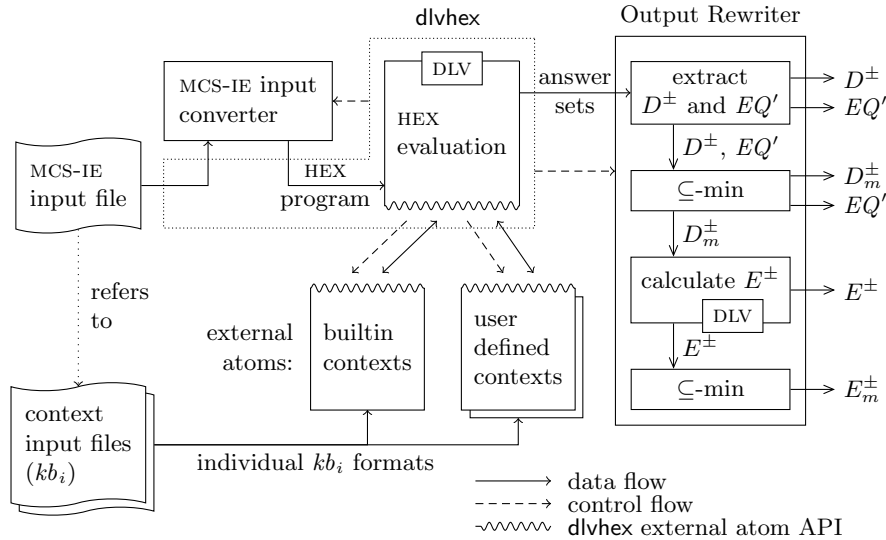 dlvhex
Output Rewriter
DLV
MCS-IE input
converter
HEX
evaluation
answer
sets
extract
D± and EQ′
D±
EQ′
D±, EQ′
MCS-IE
input file
HEX
program
⊆-min
D±m
EQ′
D±m
refers
to
external
atoms:
builtin
contexts
user
defined
contexts
calculate E±
DLV
E±
E±
⊆-min
E±m
context
input files
(kbi)
individual kbi formats
data flow
control flow
dlvhex external atom API